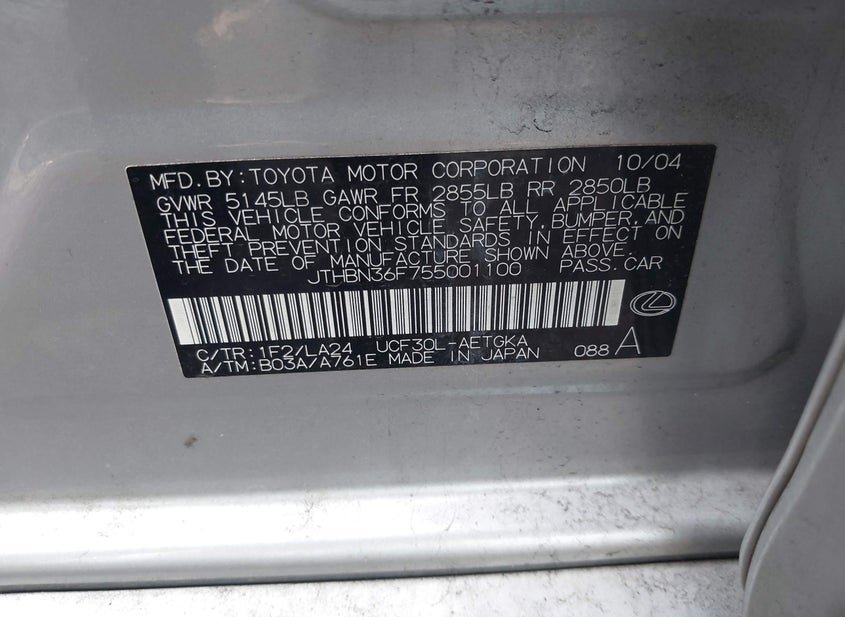 MFD. BY: TOYOTA MOTOR CORPORATION 10/04
GVWR 5145LB GAWR FR 2855LB RR 2850LB
THIS VEHICLE CONFORMS TO ALL APPLICABLE
FEDERAL MOTOR VEHICLE SAFETY, BUMPER, AND
THEFT PREVENTION STANDARDS IN EFFECT ON
THE DATE OF MANUFACTURE SHOWN ABOVE.
JTHBN36F755001100 PASS. CAR
C/TR: 1F2/LA24 UCF30L-AETGKA
A/TM: B03A/A761E MADE IN JAPAN 088 A